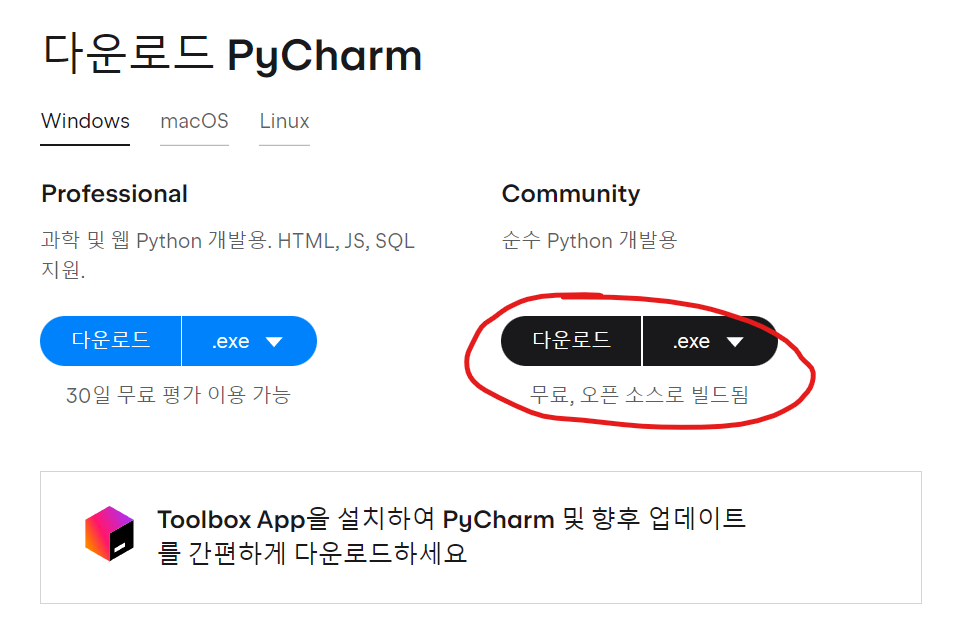 다운로드 PyCharm
Windows macOS Linux
Professional
과학 및 웹 Python 개발용. HTML, JS, SQL
지원.
다운로드 .exe
30일 무료 평가 이용 가능
Community
순수 Python 개발용
다운로드 .exe
무료, 오픈 소스로 빌드됨
Toolbox App을 설치하여 PyCharm 및 향후 업데이트
를 간편하게 다운로드하세요